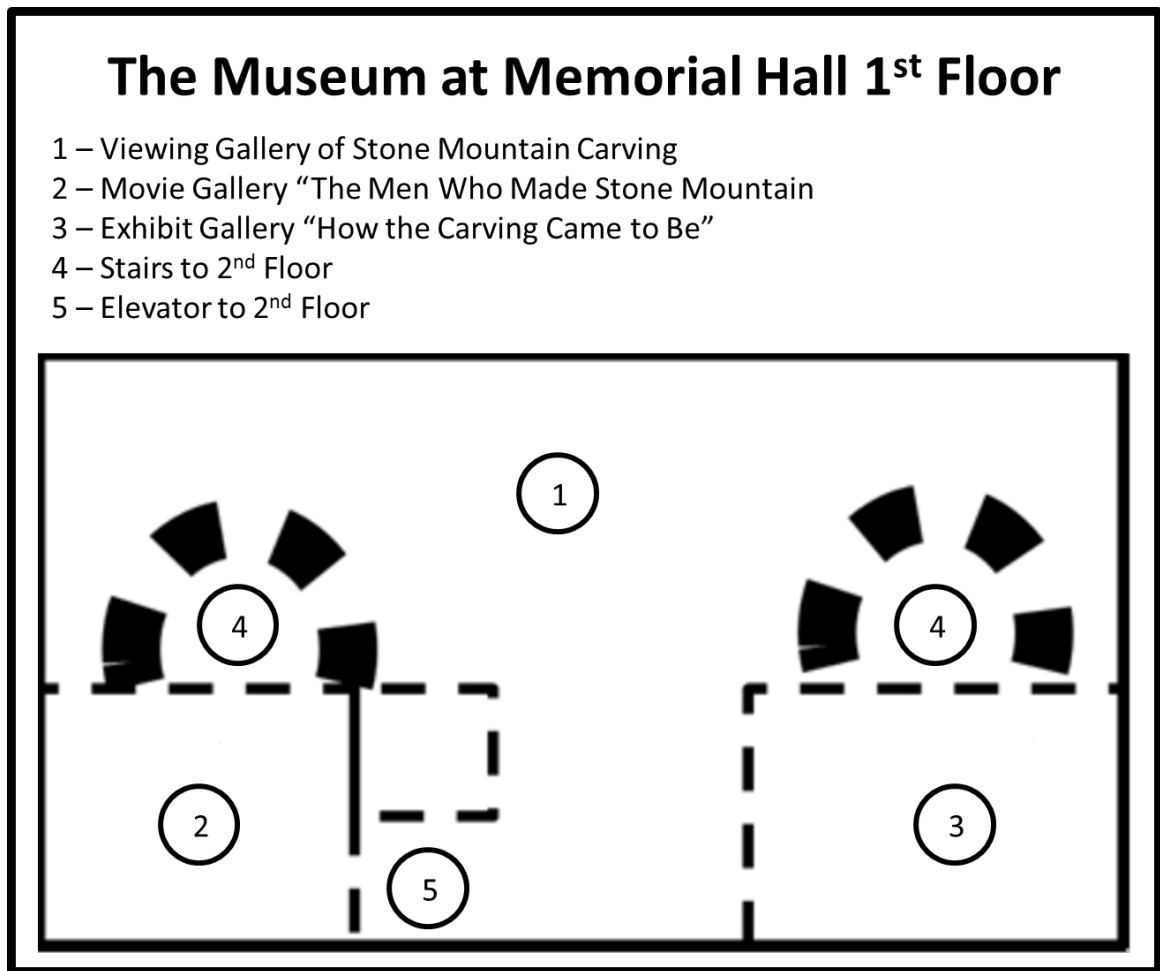 The Museum at Memorial Hall 1st Floor
1 – Viewing Gallery of Stone Mountain Carving
2 – Movie Gallery “The Men Who Made Stone Mountain
3 – Exhibit Gallery “How the Carving Came to Be”
4 – Stairs to 2nd Floor
5 – Elevator to 2nd Floor
1
4
4
2
3
5